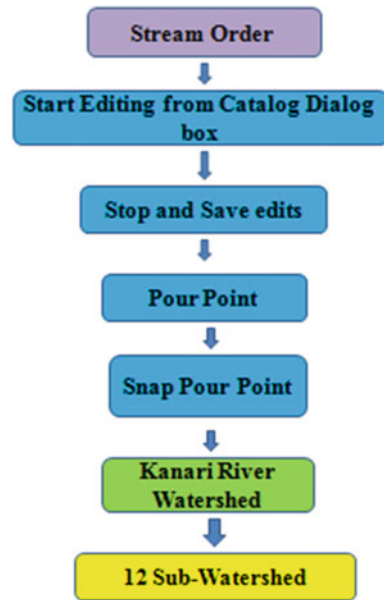 Stream Order
Start Editing from Catalog Dialog
box
Stop and Save edits
Pour Point
Snap Pour Point
Kanari River
Watershed
12 Sub-Watershed